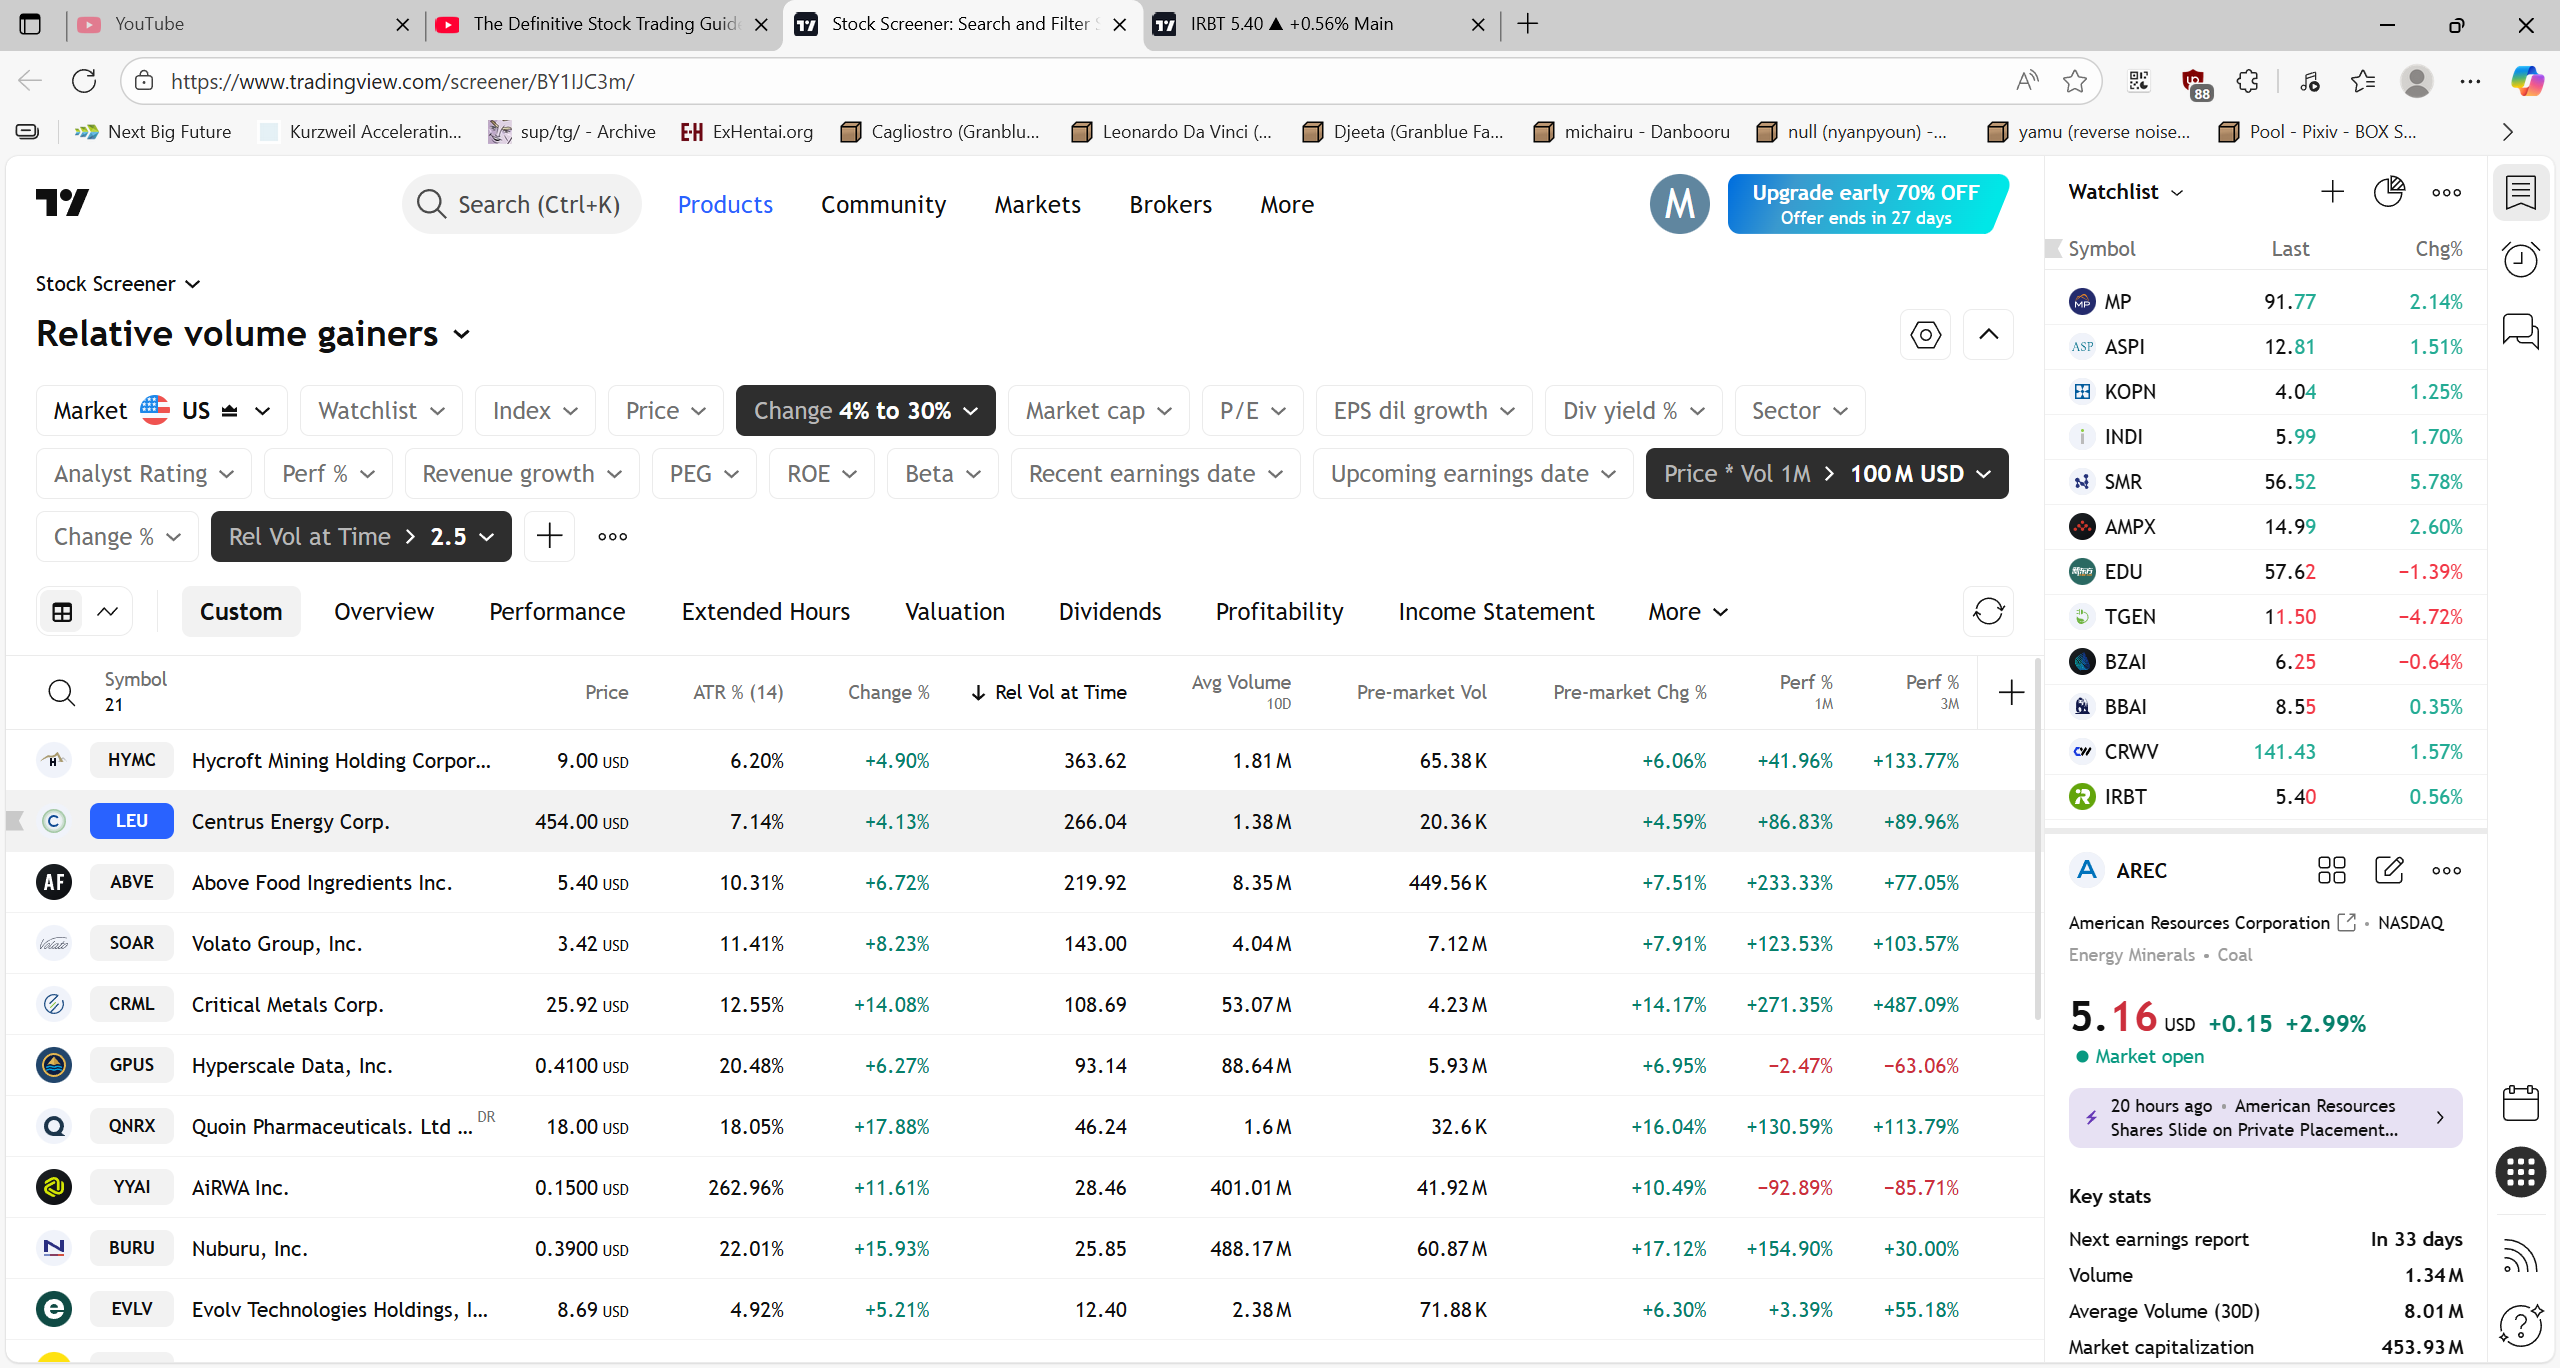 YouTube
The Definitive Stock Trading Guid
Stock Screener: Search and Filter S
IRBT 5.40 ▲ +0.56% Main
https://www.tradingview.com/screener/BY1IJC3m/
88
Next Big Future
Kurzweil Acceleratin...
sup/tg/ - Archive
ExHentai.org
Cagliostro (Granblu...
Leonardo Da Vinci (...
Djeeta (Granblue Fa...
michairu - Danbooru
null (nyanpyoun) -...
yamu (reverse noise...
Pool - Pixiv - BOX S...
Search (Ctrl+K)
Products
Community
Markets
Brokers
More
M
Upgrade early 70% OFF
Offer ends in 27 days
Stock Screener
Relative volume gainers
Market US
Watchlist
Index
Price
Change 4% to 30%
Market cap
P/E
EPS dil growth
Div yield %
Sector
Analyst Rating
Perf %
Revenue growth
PEG
ROE
Beta
Recent earnings date
Upcoming earnings date
Price * Vol 1M > 100 M USD
Change %
Rel Vol at Time > 2.5
Custom
Overview
Performance
Extended Hours
Valuation
Dividends
Profitability
Income Statement
More
Symbol
21
Price
ATR % (14)
Change %
↓ Rel Vol at Time
Avg Volume
10D
Pre-market Vol
Pre-market Chg %
Perf %
1M
Perf %
3M
HYMC Hycroft Mining Holding Corpor... 9.00 USD 6.20% +4.90% 363.62 1.81 M 65.38 K +6.06% +41.96% +133.77%
C LEU Centrus Energy Corp. 454.00 USD 7.14% +4.13% 266.04 1.38 M 20.36 K +4.59% +86.83% +89.96%
AF ABVE Above Food Ingredients Inc. 5.40 USD 10.31% +6.72% 219.92 8.35 M 449.56 K +7.51% +233.33% +77.05%
Volato SOAR Volato Group, Inc. 3.42 USD 11.41% +8.23% 143.00 4.04 M 7.12 M +7.91% +123.53% +103.57%
CRML Critical Metals Corp. 25.92 USD 12.55% +14.08% 108.69 53.07 M 4.23 M +14.17% +271.35% +487.09%
GPUS Hyperscale Data, Inc. 0.4100 USD 20.48% +6.27% 93.14 88.64 M 5.93 M +6.95% −2.47% −63.06%
QNRX Quoin Pharmaceuticals. Ltd ... DR 18.00 USD 18.05% +17.88% 46.24 1.6 M 32.6 K +16.04% +130.59% +113.79%
YYAI AiRWA Inc. 0.1500 USD 262.96% +11.61% 28.46 401.01 M 41.92 M +10.49% −92.89% −85.71%
BURU Nuburu, Inc. 0.3900 USD 22.01% +15.93% 25.85 488.17 M 60.87 M +17.12% +154.90% +30.00%
e EVLV Evolv Technologies Holdings, I... 8.69 USD 4.92% +5.21% 12.40 2.38 M 71.88 K +6.30% +3.39% +55.18%
Watchlist
Symbol Last Chg%
MP MP 91.77 2.14%
ASP ASPI 12.81 1.51%
KOPN 4.04 1.25%
INDI 5.99 1.70%
SMR 56.52 5.78%
AMPX 14.99 2.60%
EDU 57.62 −1.39%
TGEN 11.50 −4.72%
BZAI 6.25 −0.64%
BBAI 8.55 0.35%
CRWV 141.43 1.57%
IRBT 5.40 0.56%
A AREC
American Resources Corporation • NASDAQ
Energy Minerals • Coal
5.16 USD +0.15 +2.99%
Market open
20 hours ago • American Resources
Shares Slide on Private Placement...
Key stats
Next earnings report In 33 days
Volume 1.34 M
Average Volume (30D) 8.01 M
Market capitalization 453.93 M